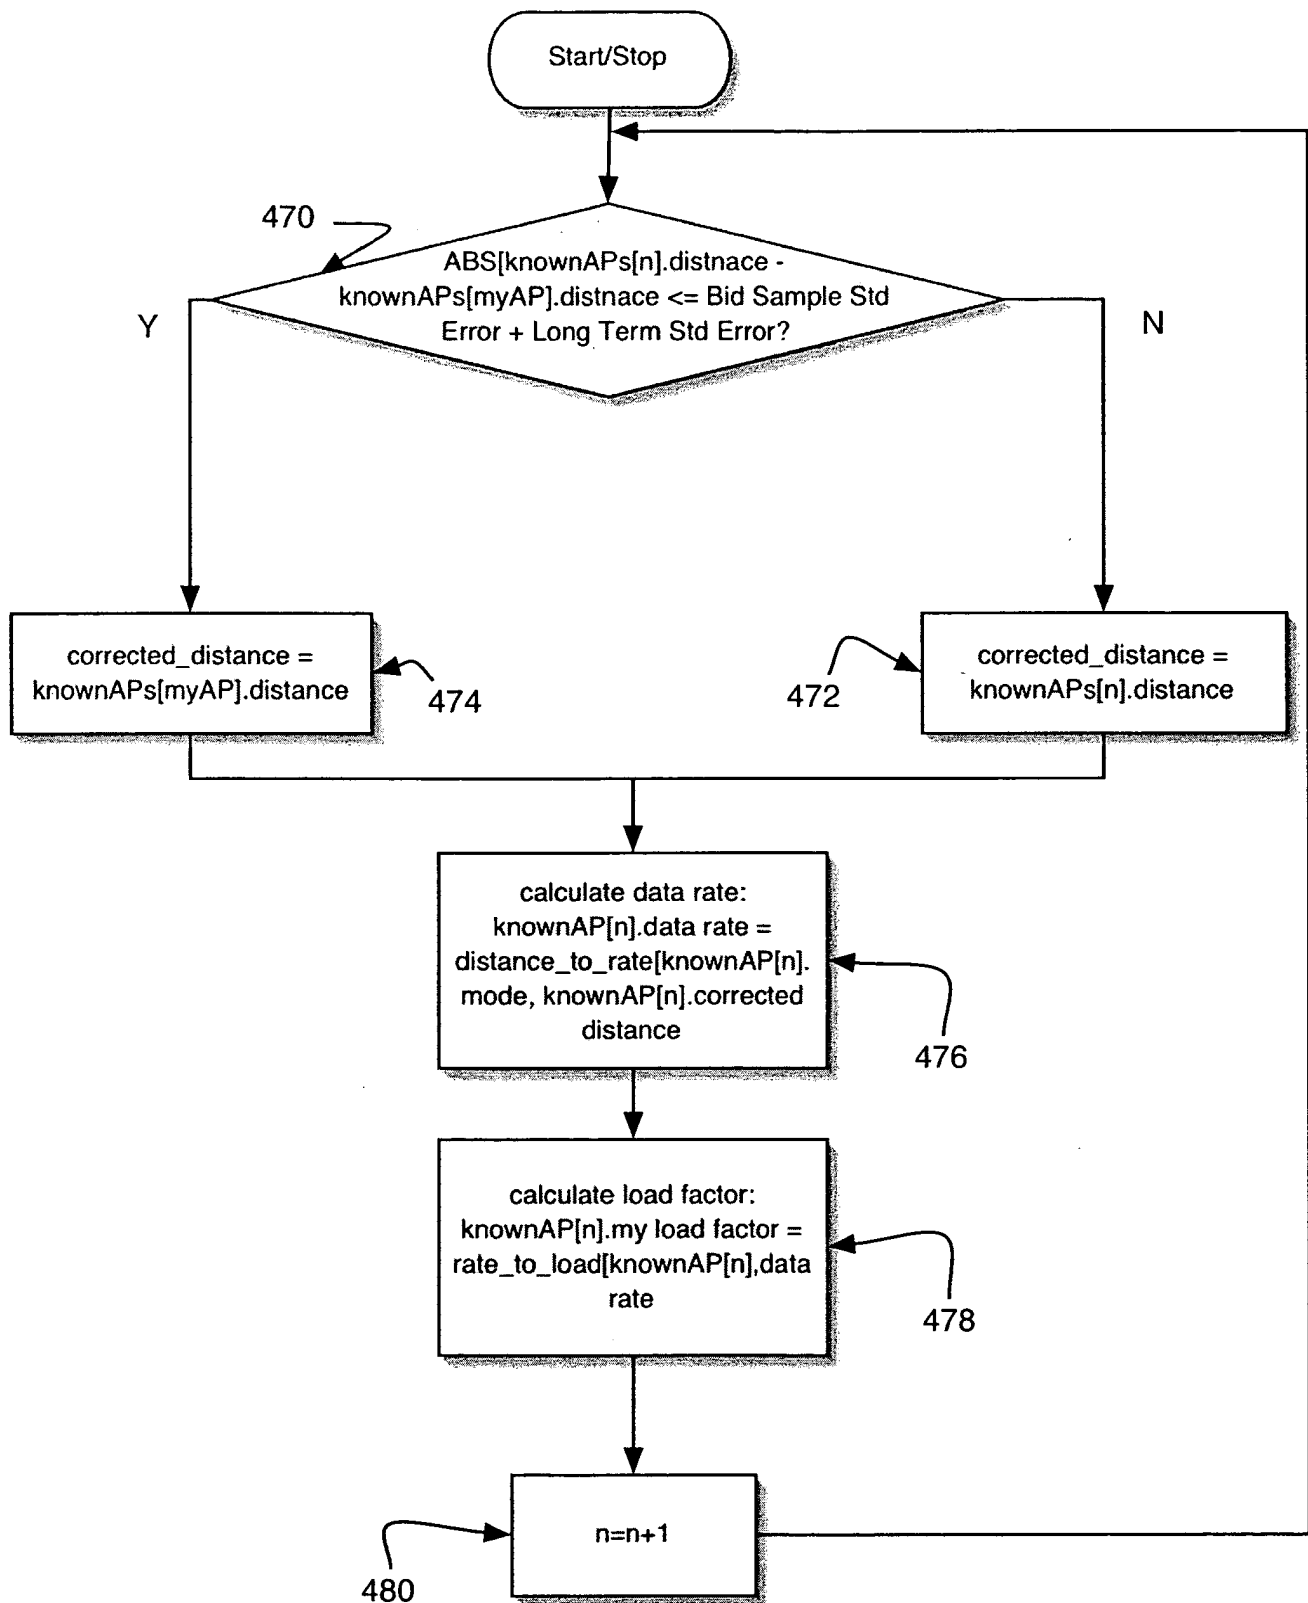 Start/Stop
470
ABS[knownAPs[n].distnace -
knownAPs[myAP].distnace <= Bid Sample Std
Error + Long Term Std Error?
Y
N
corrected_distance =
knownAPs[myAP].distance
474
472
corrected_distance =
knownAPs[n].distance
calculate data rate:
knownAP[n].data rate =
distance_to_rate[knownAP[n].
mode, knownAP[n].corrected
distance
476
calculate load factor:
knownAP[n].my load factor =
rate_to_load[knownAP[n],data
rate
478
n=n+1
480